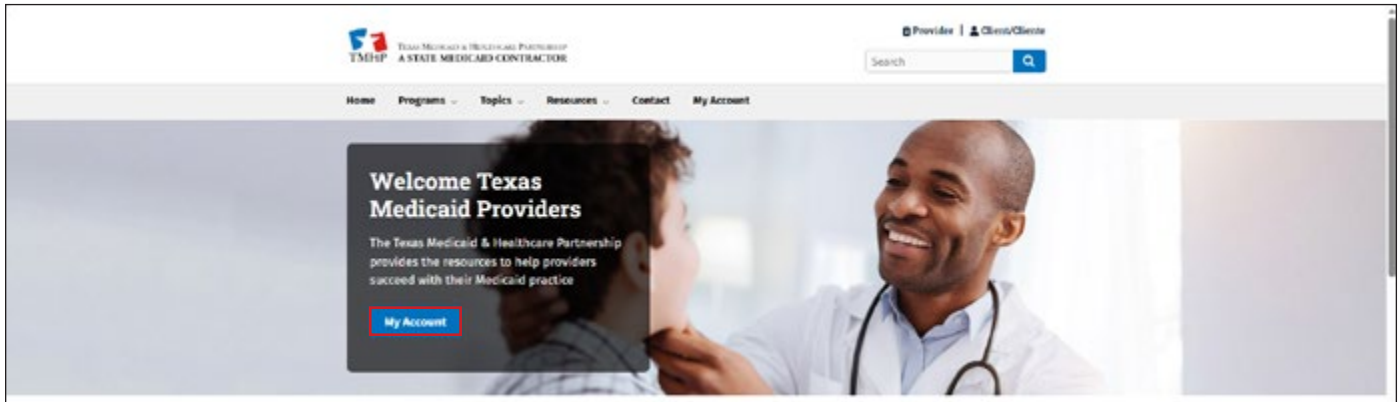 Provider | Client/Cliente
TEXAS MEDICAID & HEALTHCARE PARTNERSHIP
TMHP A STATE MEDICAID CONTRACTOR
Search
Home Programs Topics Resources Contact My Account
Welcome Texas
Medicaid Providers
The Texas Medicaid & Healthcare Partnership
provides the resources to help providers
succeed with their Medicaid practice
My Account